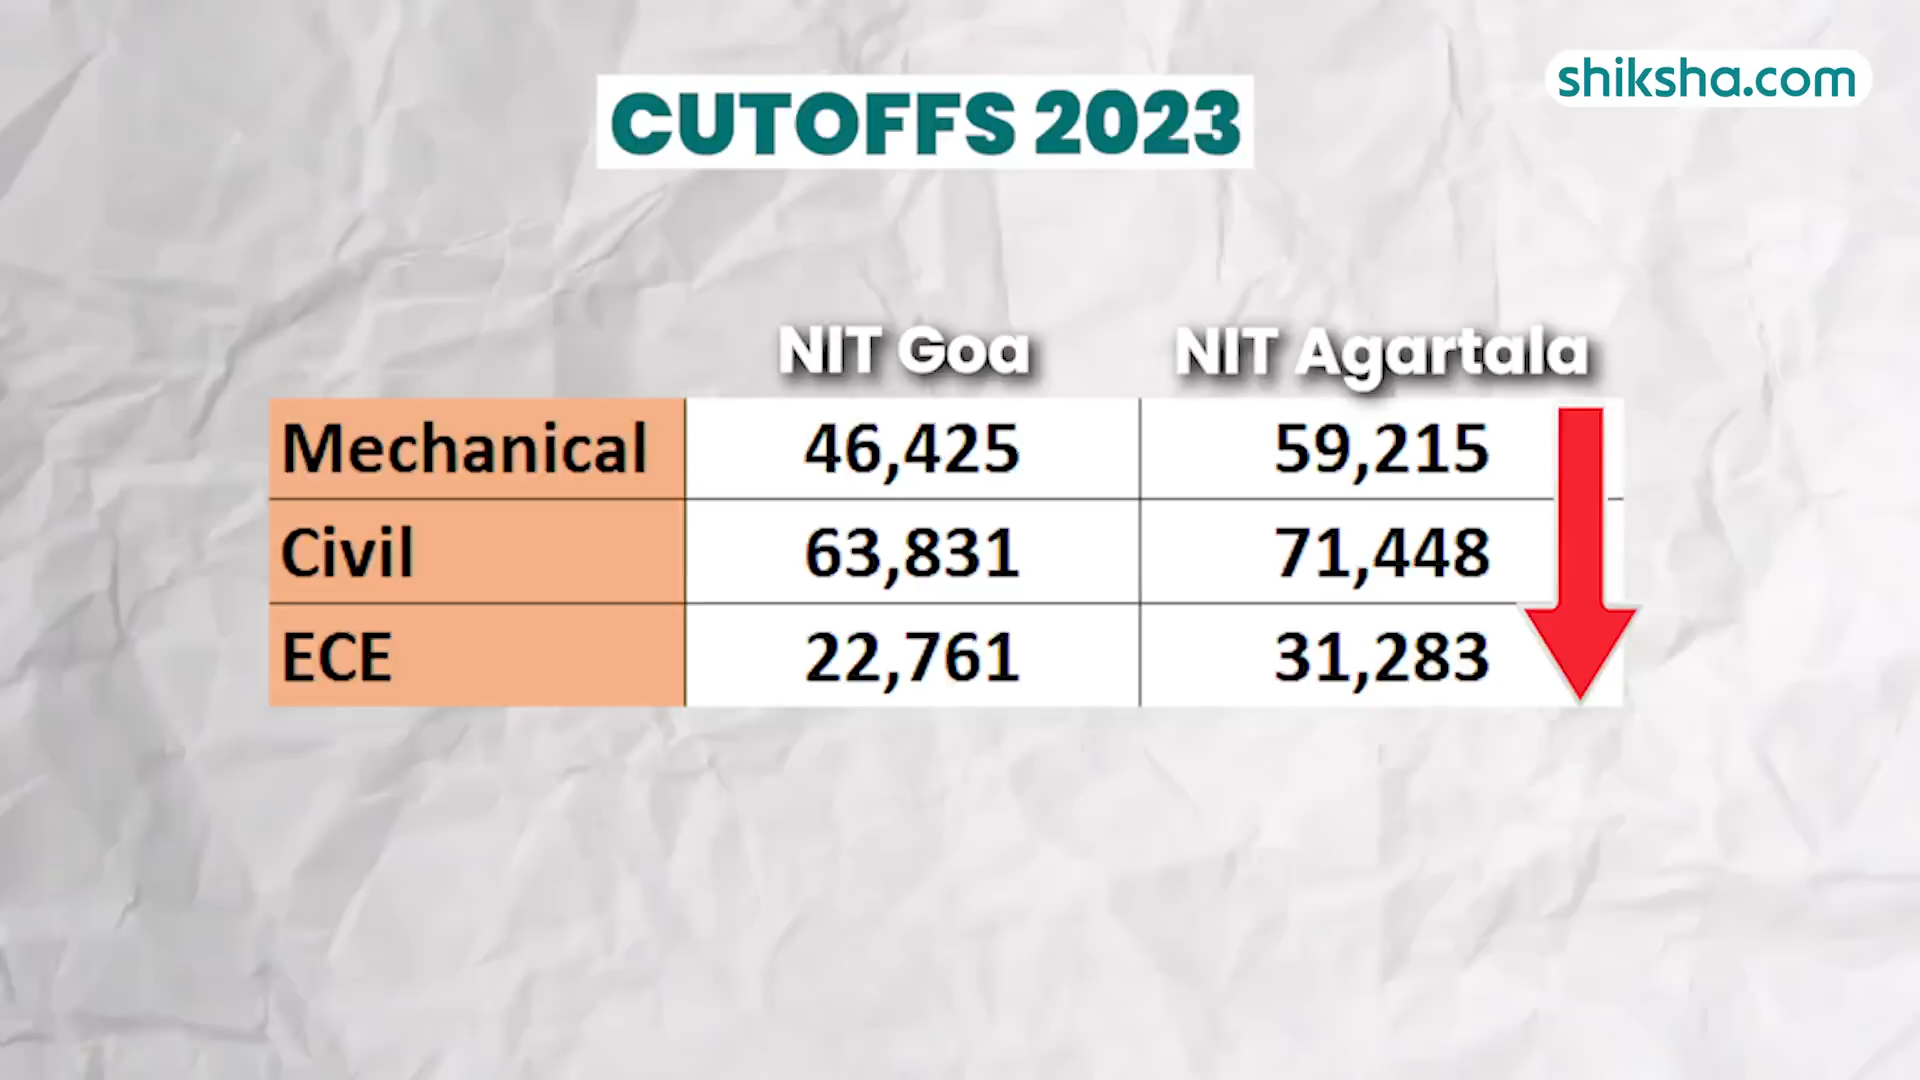 shiksha.com
CUTOFFS 2023
NIT Goa NIT Agartala
Mechanical 46,425 59,215
Civil 63,831 71,448
ECE 22,761 31,283